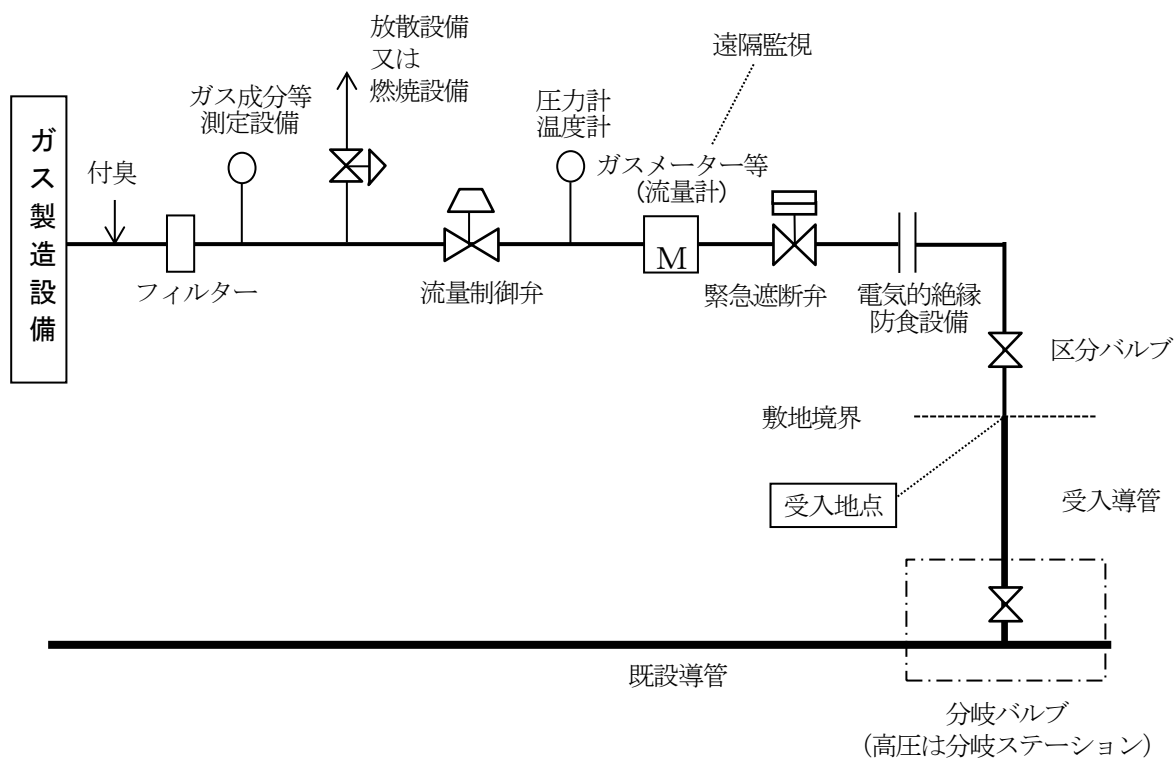 放散設備
又は
燃焼設備
遠隔監視
ガス成分等
測定設備
圧力計
温度計
ガス製造設備
付臭
ガスメーター等
（流量計）
M
フィルター
流量制御弁
緊急遮断弁
電気的絶縁
防食設備
区分バルブ
敷地境界
受入地点
受入導管
既設導管
分岐バルブ
（高圧は分岐ステーション）